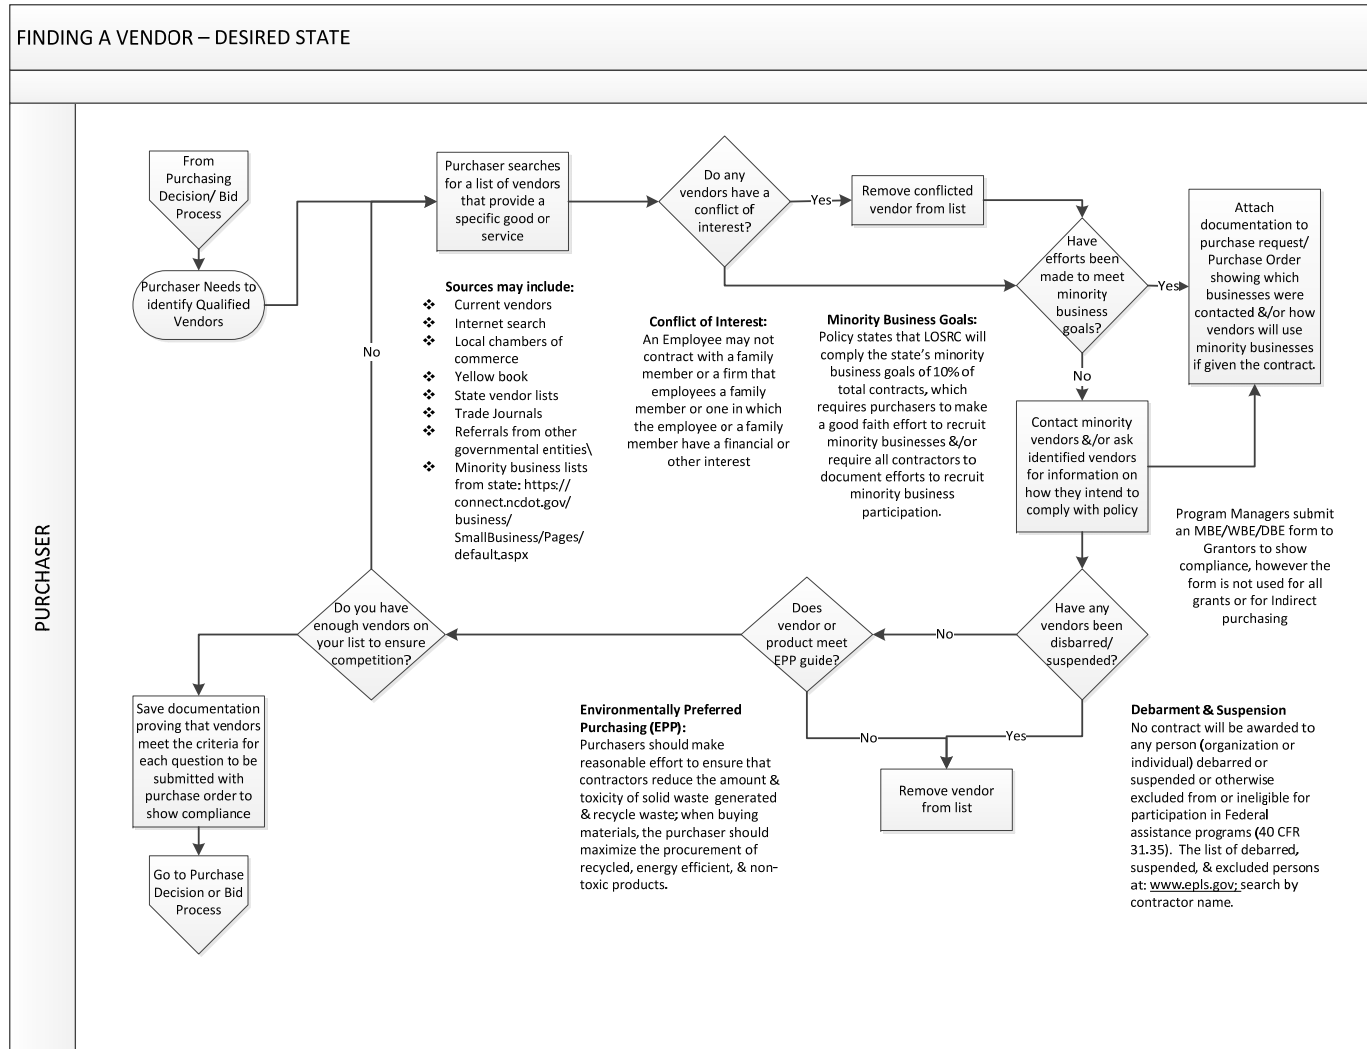 FINDING A VENDOR – DESIRED STATE
PURCHASER
From
Purchasing
Decision/ Bid
Process
Purchaser Needs to
identify Qualified
Vendors
Purchaser searches
for a list of vendors
that provide a
specific good or
service
Do any
vendors have a
conflict of
interest?
Yes
Remove conflicted
vendor from list
Have
efforts been
made to meet
minority
business
goals?
Yes
Attach
documentation to
purchase request/
Purchase Order
showing which
businesses were
contacted &/or how
vendors will use
minority businesses
if given the contract.
No
Sources may include:
❖ Current vendors
❖ Internet search
❖ Local chambers of
commerce
❖ Yellow book
❖ State vendor lists
❖ Trade Journals
❖ Referrals from other
governmental entities\
❖ Minority business lists
from state: https://
connect.ncdot.gov/
business/
SmallBusiness/Pages/
default.aspx
Conflict of Interest:
An Employee may not
contract with a family
member or a firm that
employees a family
member or one in which
the employee or a family
member have a financial or
other interest
Minority Business Goals:
Policy states that LOSRC will
comply the state's minority
business goals of 10% of
total contracts, which
requires purchasers to make
a good faith effort to recruit
minority businesses &/or
require all contractors to
document efforts to recruit
minority business
participation.
No
Contact minority
vendors &/or ask
identified vendors
for information on
how they intend to
comply with policy
Program Managers submit
an MBE/WBE/DBE form to
Grantors to show
compliance, however the
form is not used for all
grants or for Indirect
purchasing
Do you have
enough vendors on
your list to ensure
competition?
Does
vendor or
product meet
EPP guide?
No
Have any
vendors been
disbarred/
suspended?
Save documentation
proving that vendors
meet the criteria for
each question to be
submitted with
purchase order to
show compliance
Environmentally Preferred
Purchasing (EPP):
Purchasers should make
reasonable effort to ensure that
contractors reduce the amount &
toxicity of solid waste generated
& recycle waste; when buying
materials, the purchaser should
maximize the procurement of
recycled, energy efficient, & non-
toxic products.
No
Yes
Remove vendor
from list
Debarment & Suspension
No contract will be awarded to
any person (organization or
individual) debarred or
suspended or otherwise
excluded from or ineligible for
participation in Federal
assistance programs (40 CFR
31.35). The list of debarred,
suspended, & excluded persons
at: www.epls.gov; search by
contractor name.
Go to Purchase
Decision or Bid
Process